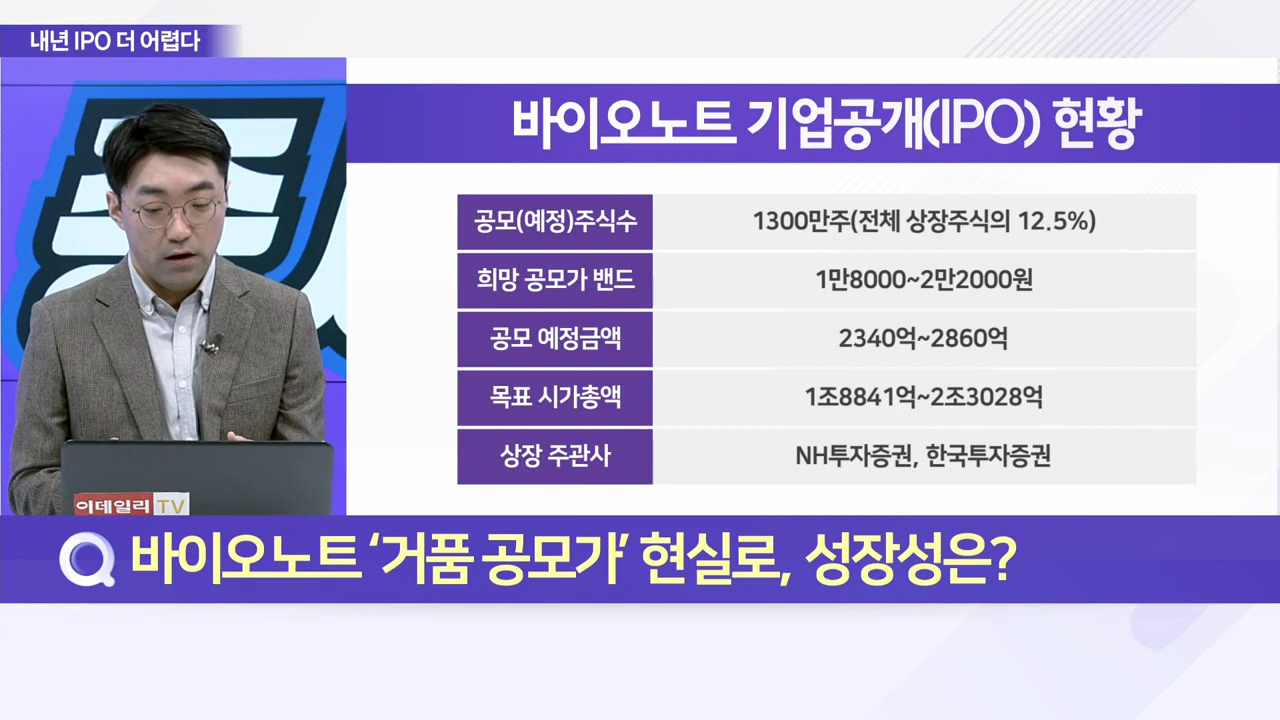 내년 IPO 더 어렵다
바이오노트 기업공개(IPO) 현황
공모(예정)주식수 1300만주(전체 상장주식의 12.5%)
희망 공모가 밴드 1만8000~2만2000원
공모 예정금액 2340억~2860억
목표 시가총액 1조8841억~2조3028억
상장 주관사 NH투자증권, 한국투자증권
이데일리 TV
바이오노트 ‘거품 공모가’ 현실로, 성장성은?